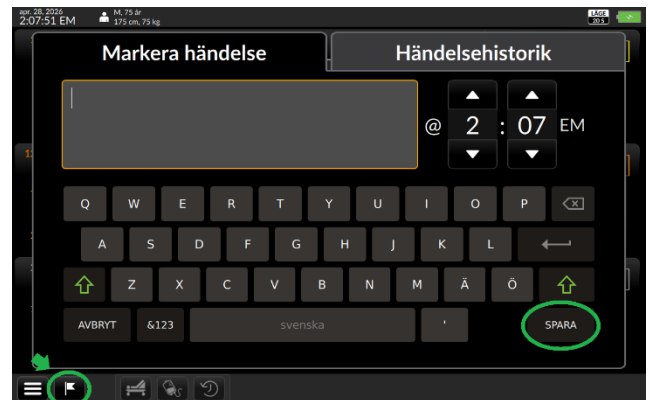 apr. 28, 2026
2:07:51 EM
M, 75 år
175 cm, 75 kg
LÄGE
20 S
Markera händelse
Händelsehistorik
@ 2 : 07 EM
Q W E R T Y U I O P
A S D F G H J K L
Z X C V B N M Ä Ö
AVBRYT &123 svenska ' SPARA